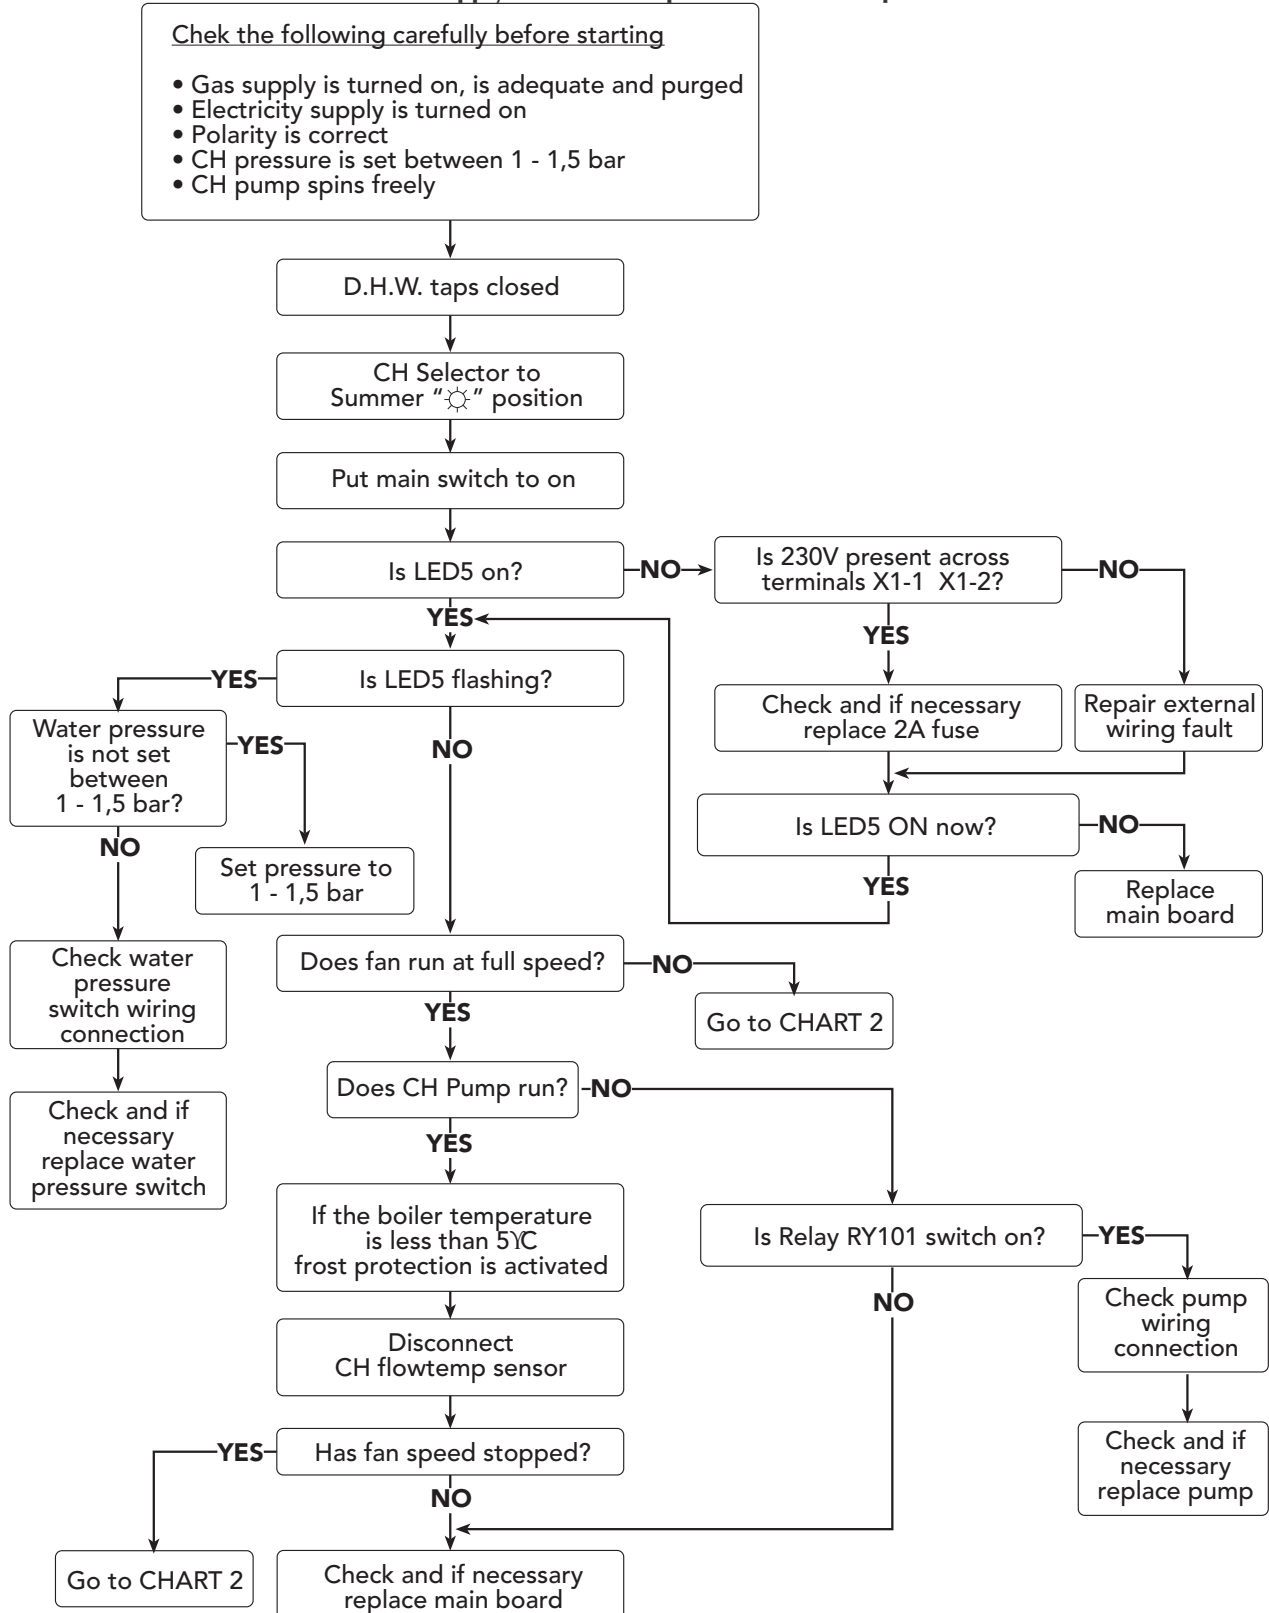 Chek the following carefully before starting
• Gas supply is turned on, is adequate and purged
• Electricity supply is turned on
• Polarity is correct
• CH pressure is set between 1 - 1,5 bar
• CH pump spins freely
D.H.W. taps closed
CH Selector to
Summer “☼” position
Put main switch to on
Is LED5 on?
NO
Is 230V present across
terminals X1-1 X1-2?
NO
YES
YES
Is LED5 flashing?
YES
Check and if necessary
replace 2A fuse
Repair external
wiring fault
Water pressure
is not set
between
1 - 1,5 bar?
YES
NO
Is LED5 ON now?
NO
NO
Set pressure to
1 - 1,5 bar
YES
Replace
main board
Check water
pressure
switch wiring
connection
Does fan run at full speed?
NO
YES
Go to CHART 2
Does CH Pump run?
NO
Check and if
necessary
replace water
pressure switch
YES
If the boiler temperature
is less than 5ϒC
frost protection is activated
Is Relay RY101 switch on?
YES
NO
Check pump
wiring
connection
Disconnect
CH flowtemp sensor
Has fan speed stopped?
YES
NO
Check and if
necessary
replace pump
Go to CHART 2
Check and if necessary
replace main board